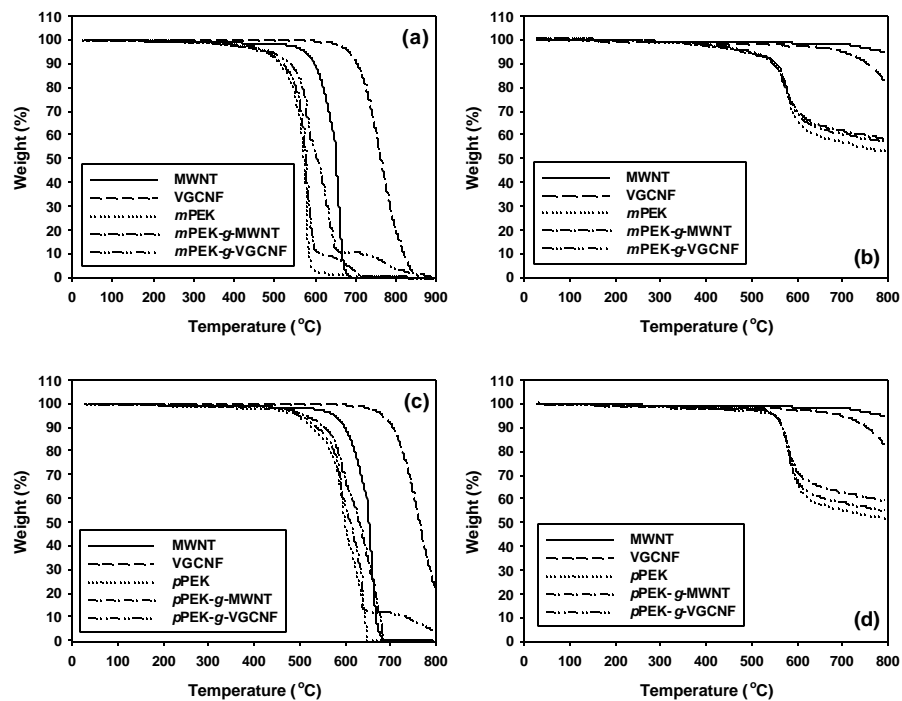 (a)
110
100
90
80
70
60
50
40
30
20
10
0
Weight (%)
MWNT
VGCNF
mPEK
mPEK-g-MWNT
mPEK-g-VGCNF
0 100 200 300 400 500 600 700 800 900
Temperature (°C)
110
100
90
80
70
60
50
40
30
20
10
0
Weight (%)
MWNT
VGCNF
mPEK
mPEK-g-MWNT
mPEK-g-VGCNF
(b)
0 100 200 300 400 500 600 700 800
Temperature (°C)
(c)
110
100
90
80
70
60
50
40
30
20
10
0
Weight (%)
MWNT
VGCNF
pPEK
pPEK-g-MWNT
pPEK-g-VGCNF
0 100 200 300 400 500 600 700 800
Temperature (°C)
110
100
90
80
70
60
50
40
30
20
10
0
Weight (%)
MWNT
VGCNF
pPEK
pPEK- g-MWNT
pPEK- g-VGCNF
(d)
0 100 200 300 400 500 600 700 800
Temperature (°C)